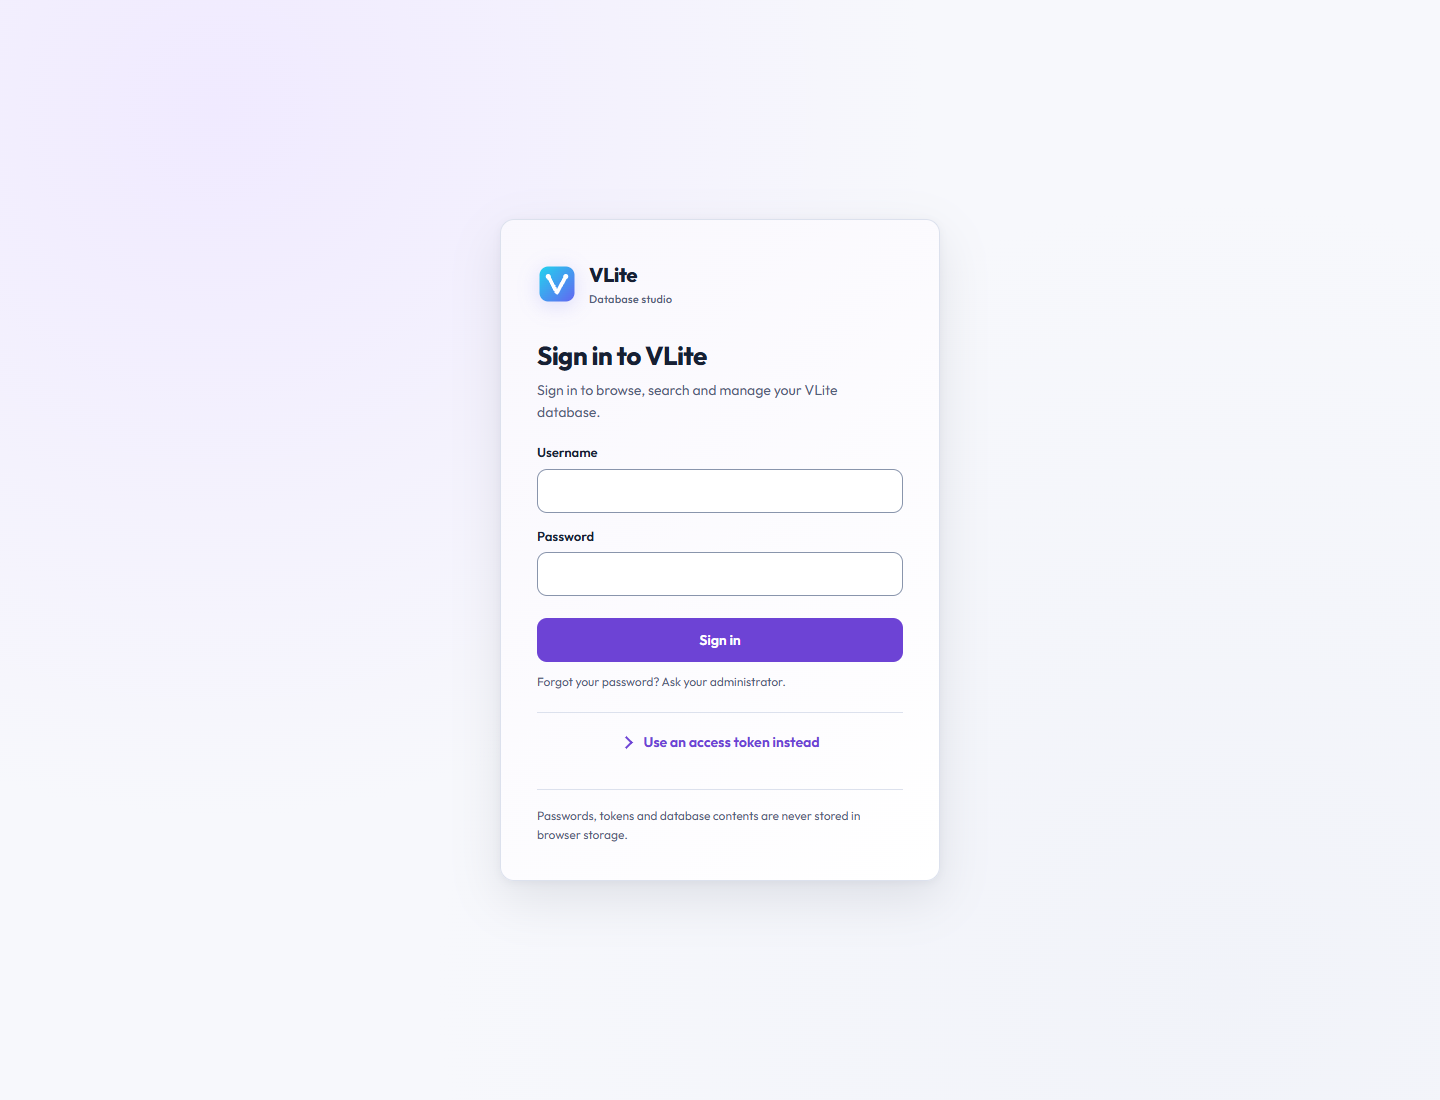 VLite
Database studio
Sign in to VLite
Sign in to browse, search and manage your VLite
database.
Username
Password
Sign in
Forgot your password? Ask your administrator.
Use an access token instead
Passwords, tokens and database contents are never stored in
browser storage.